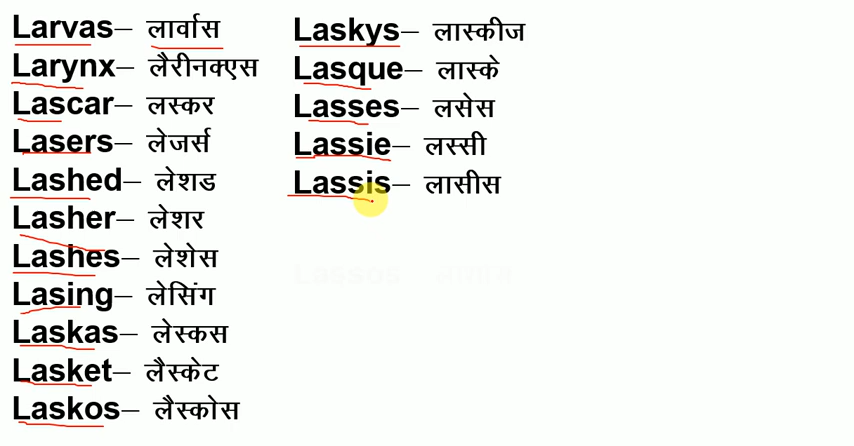 Larvas– लार्वास
Larynx– लैरीनक्एस
Lascar– लस्कर
Lasers– लेजर्स
Lashed– लेशड
Lasher– लेशर
Lashes– लेशेस
Lasing– लेसिंग
Laskas– लेस्कस
Lasket– लैस्केट
Laskos– लैस्कोस
Laskys– लास्कीज
Lasque– लास्के
Lasses– लसेस
Lassie– लस्सी
Lassis– लासीस
Lassos–